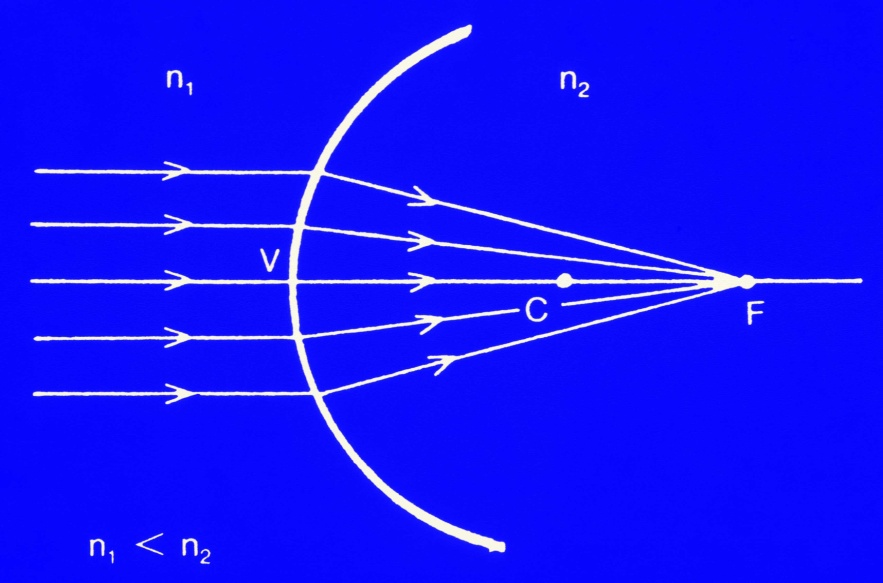 n₁ n₂
V
C
F
n₁ < n₂